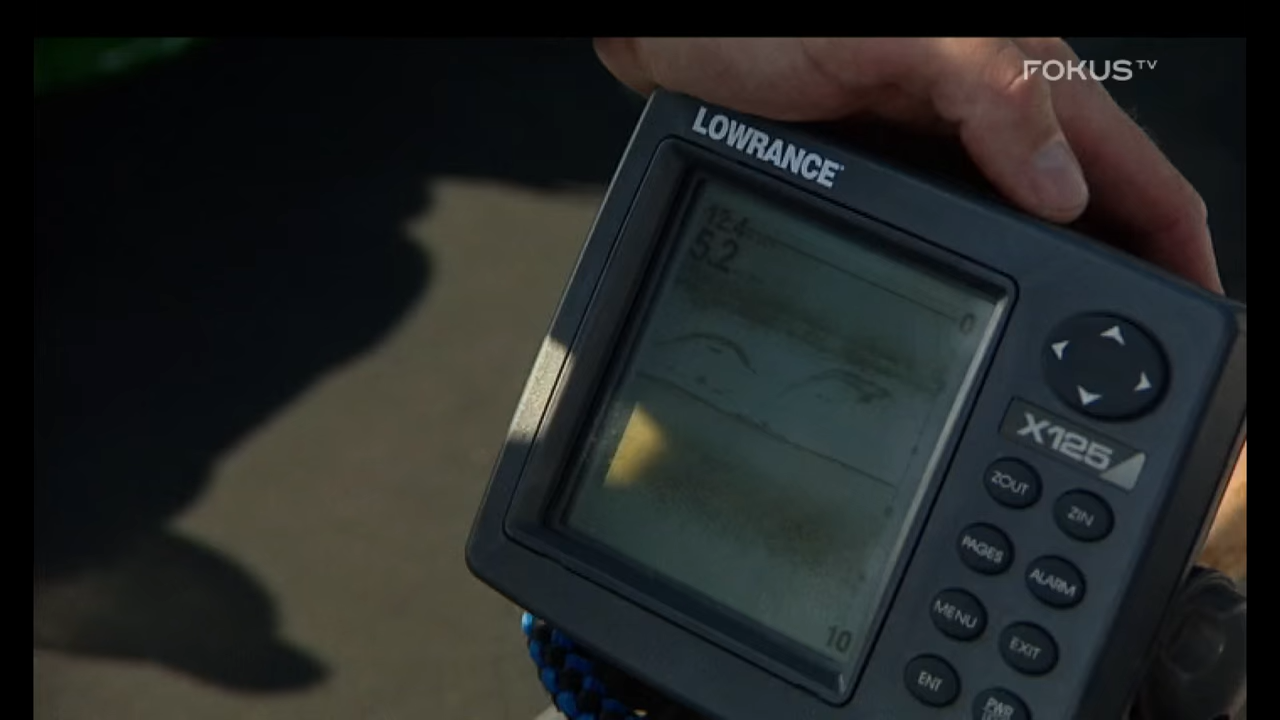 FOKUS TV
LOWRANCE
12.4
5.2
0
X125
ZOUT
ZIN
PAGES
ALARM
MENU
EXIT
10
ENT
PWR